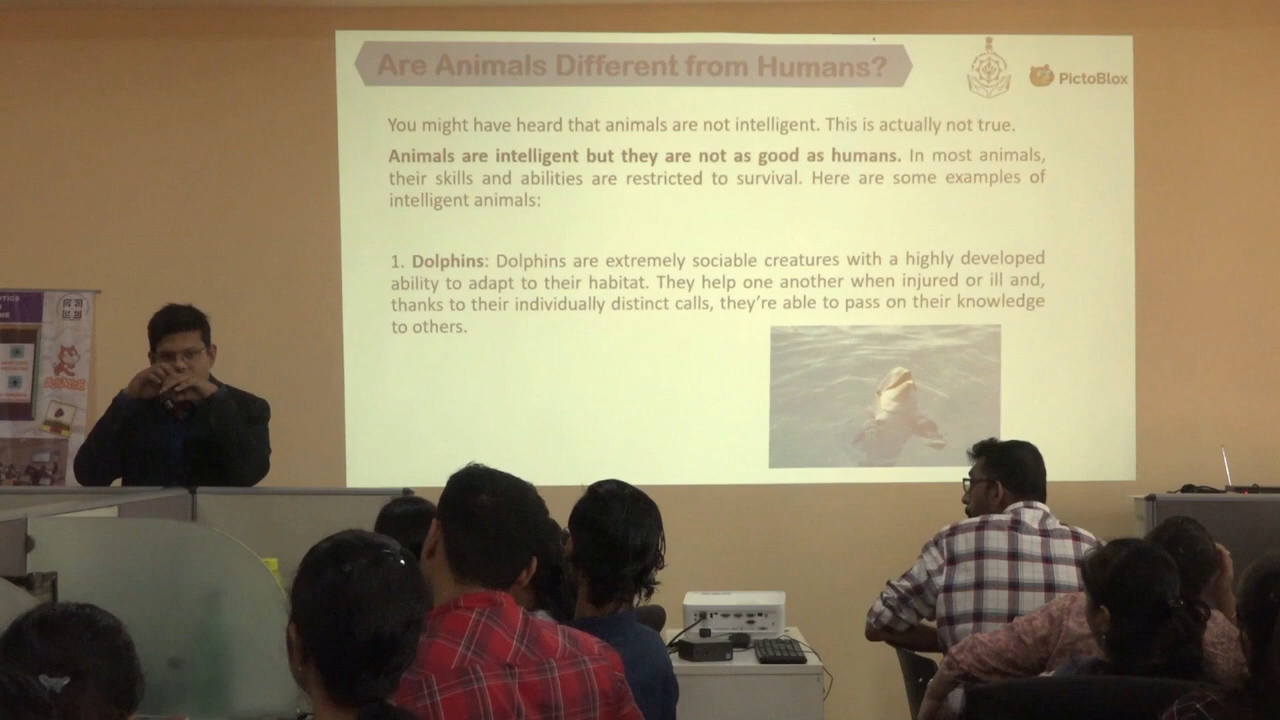 Are Animals Different from Humans?
PictoBlox
You might have heard that animals are not intelligent. This is actually not true.
Animals are intelligent but they are not as good as humans. In most animals,
their skills and abilities are restricted to survival. Here are some examples of
intelligent animals:
1. Dolphins: Dolphins are extremely sociable creatures with a highly developed
ability to adapt to their habitat. They help one another when injured or ill and,
thanks to their individually distinct calls, they're able to pass on their knowledge
to others.